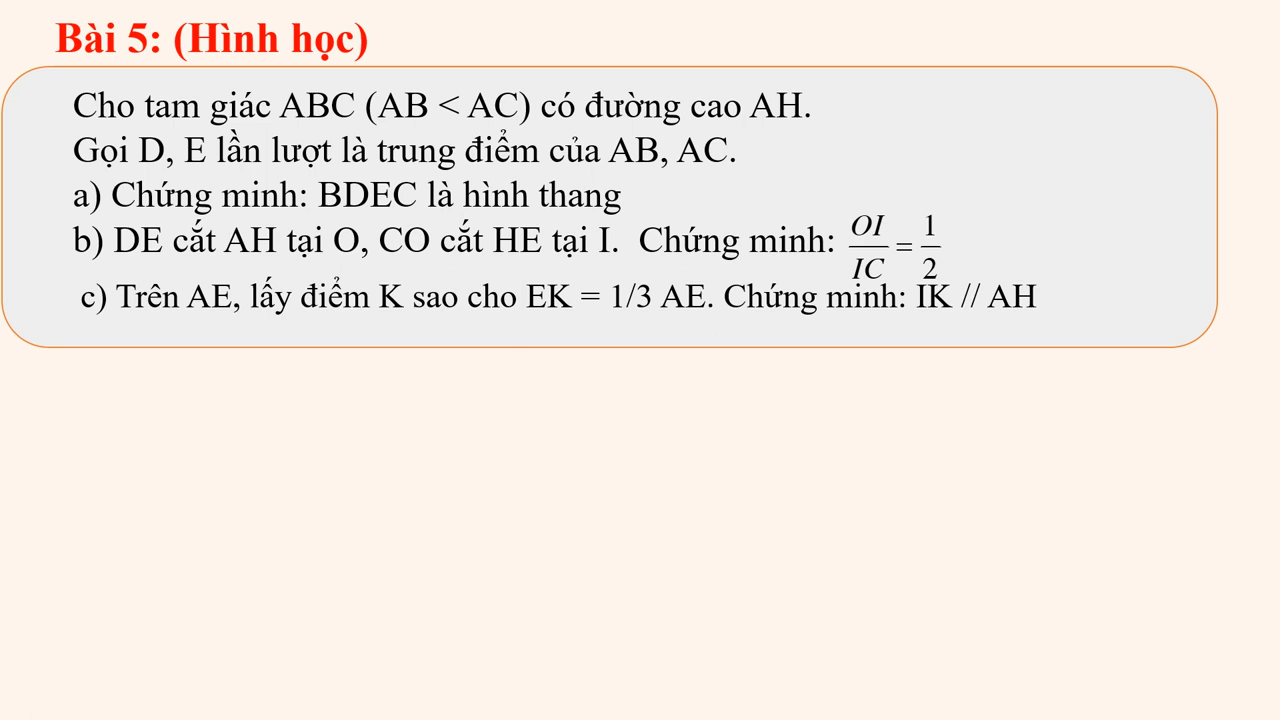 Bài 5: (Hình học)
Cho tam giác ABC (AB < AC) có đường cao AH.
Gọi D, E lần lượt là trung điểm của AB, AC.
a) Chứng minh: BDEC là hình thang
b) DE cắt AH tại O, CO cắt HE tại I. Chứng minh: OI/IC = 1/2
c) Trên AE, lấy điểm K sao cho EK = 1/3 AE. Chứng minh: IK // AH